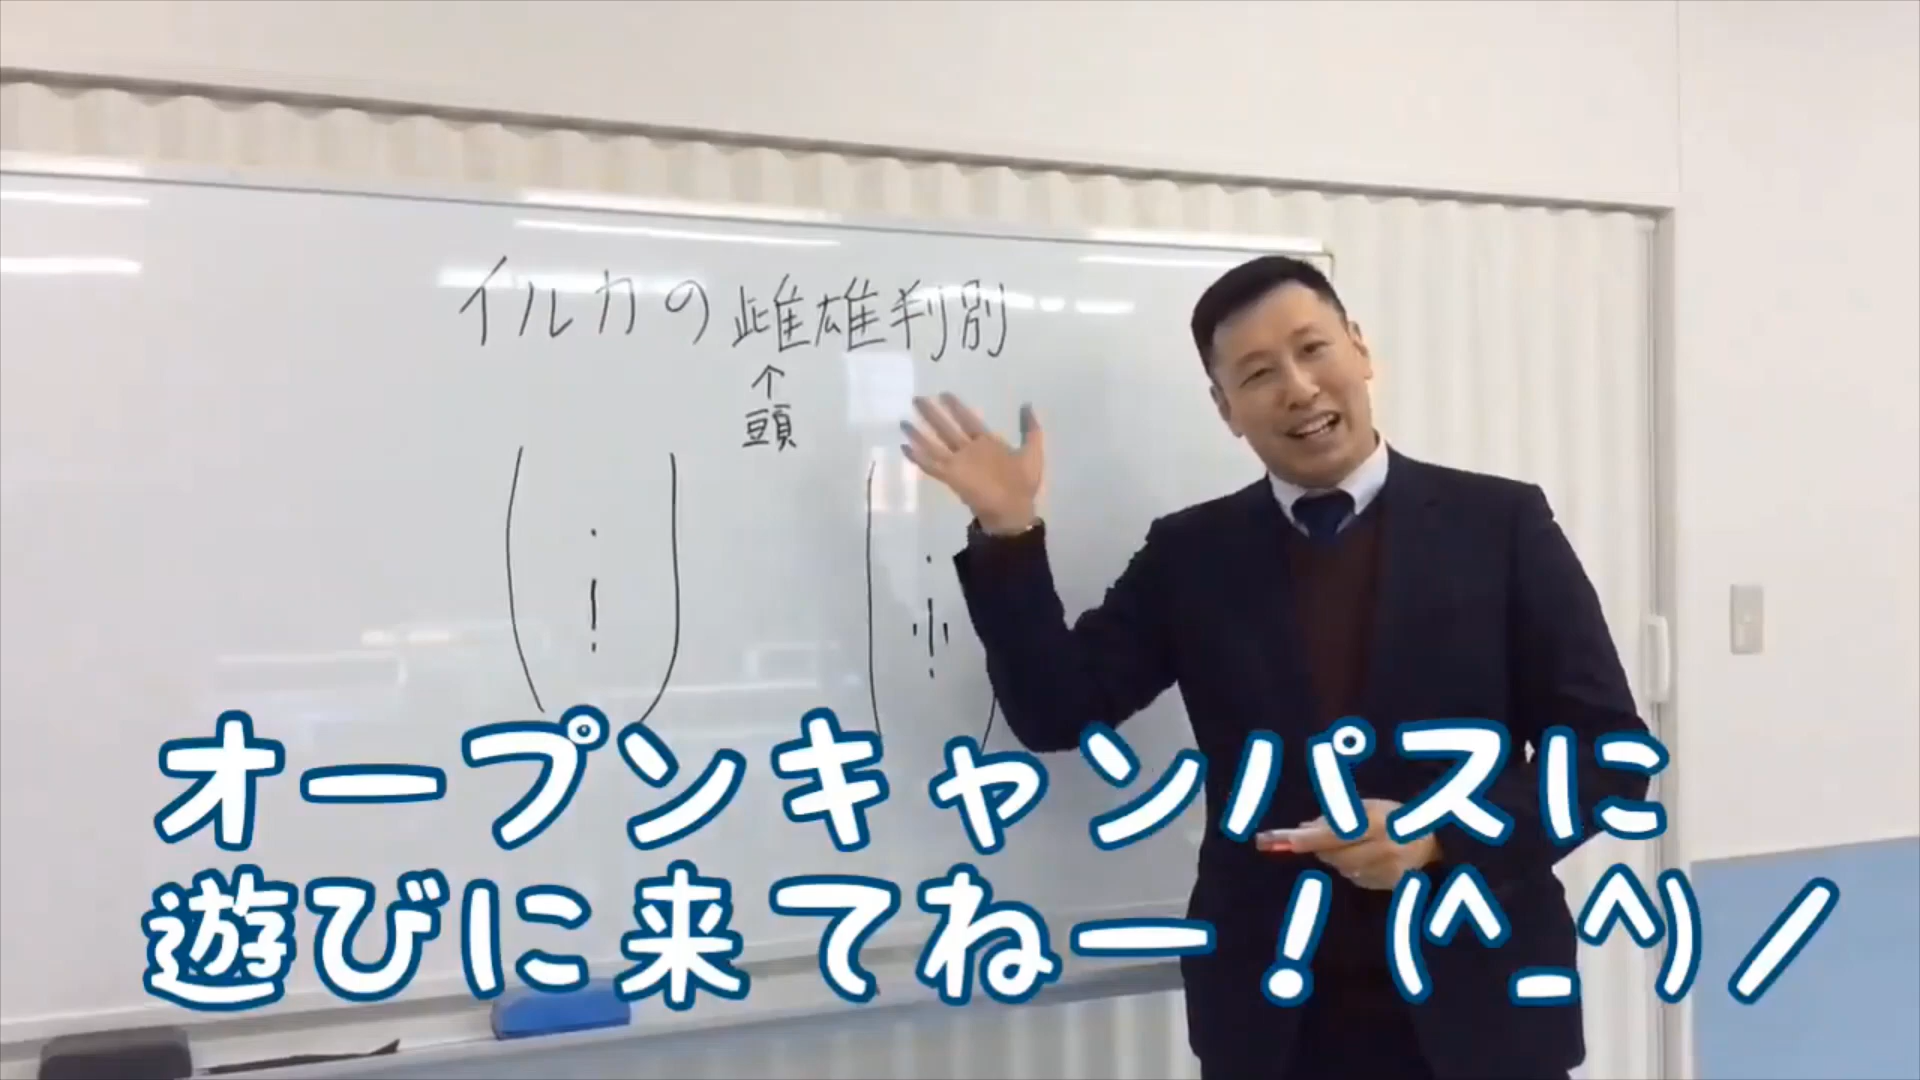 イルカの雌雄判別
↑
頭
オープンキャンパスに
遊びに来てねー！(^_^)／